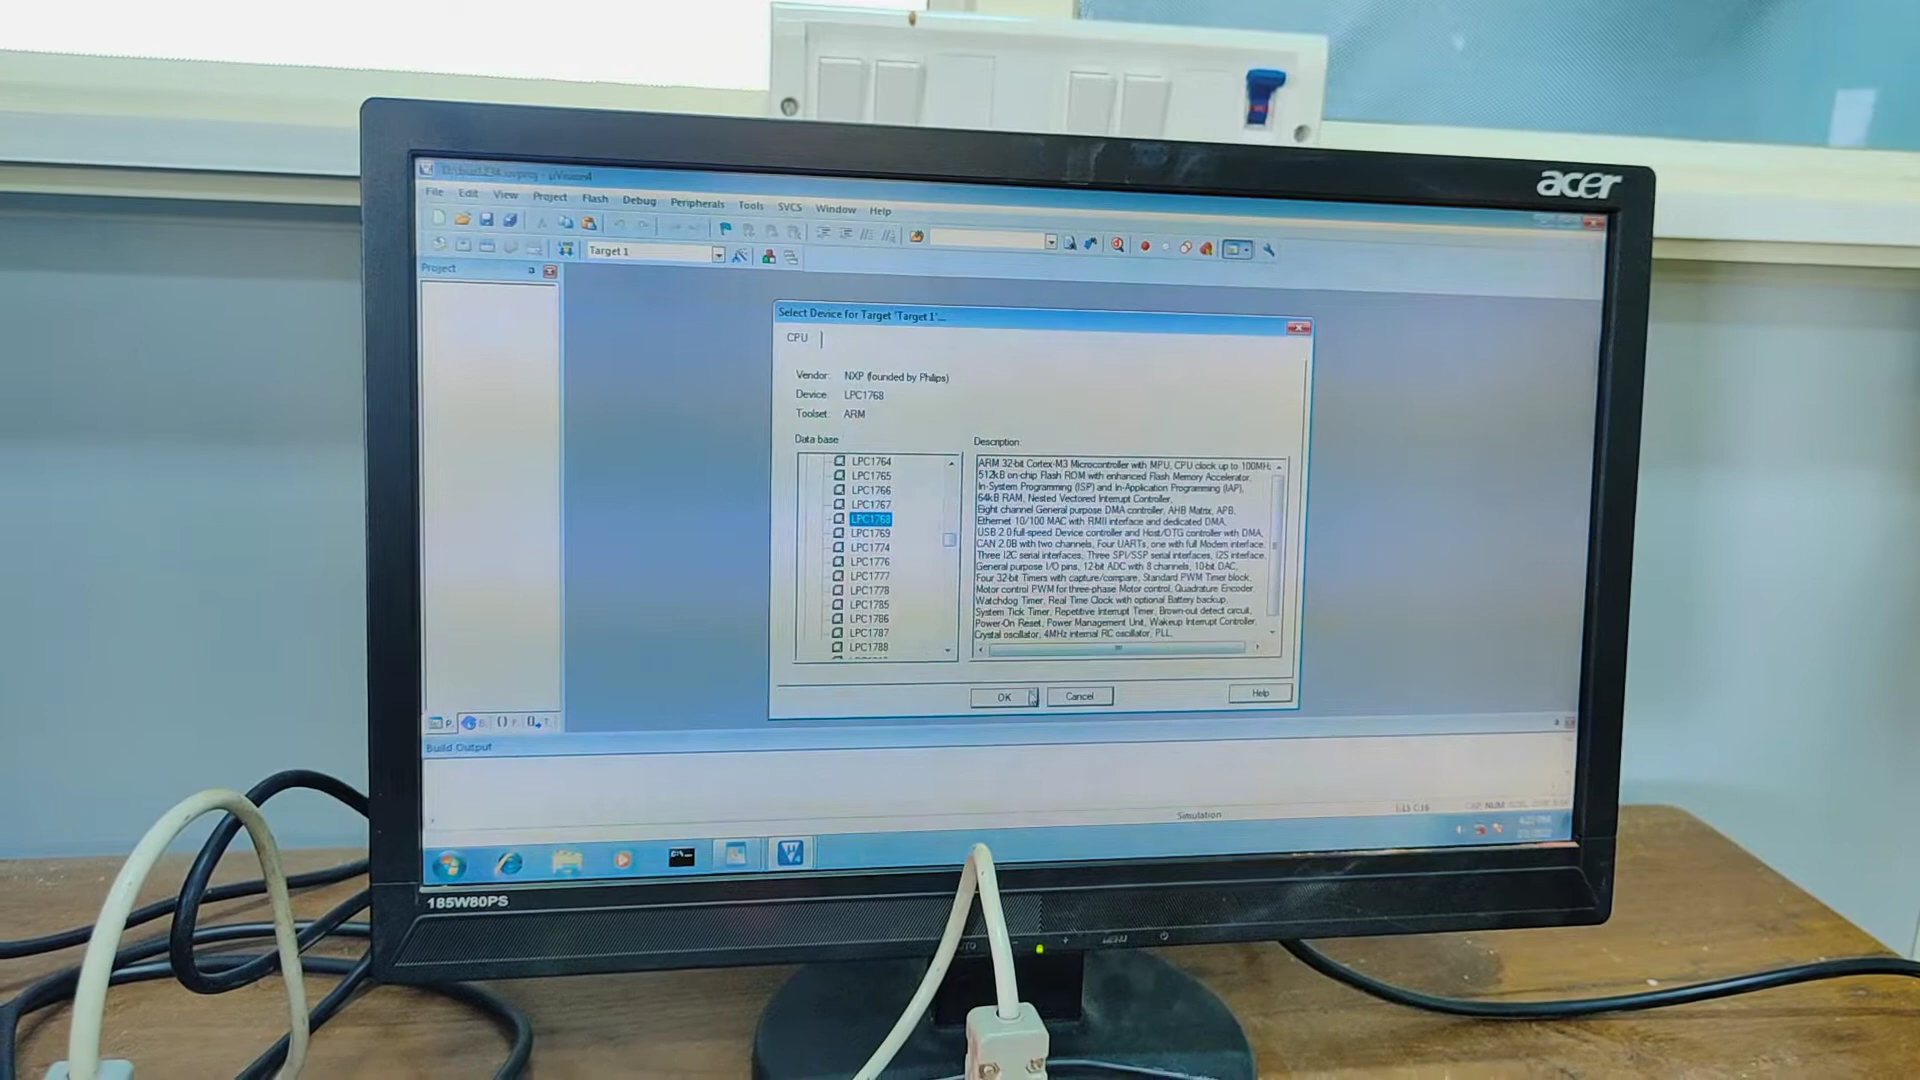 acer
µVision4
File Edit View Project Flash Debug Peripherals Tools SVCS Window Help
Target 1
Project
Select Device for Target 'Target 1'...
CPU
Vendor: NXP (founded by Philips)
Device: LPC1768
Toolset: ARM
Data base
Description:
LPC1764
LPC1765
LPC1766
LPC1767
LPC1768
LPC1769
LPC1774
LPC1776
LPC1777
LPC1778
LPC1785
LPC1786
LPC1787
LPC1788
ARM 32-bit Cortex-M3 Microcontroller with MPU, CPU clock up to 100MHz
512kB on-chip Flash ROM with enhanced Flash Memory Accelerator,
In-System Programming (ISP) and In-Application Programming (IAP),
64kB RAM, Nested Vectored Interrupt Controller,
Eight channel General purpose DMA controller, AHB Matrix, APB,
Ethernet 10/100 MAC with RMII interface and dedicated DMA,
USB 2.0 full-speed Device controller and Host/OTG controller with DMA,
CAN 2.0B with two channels, Four UARTs, one with full Modem interface,
Three I2C serial interfaces, Three SPI/SSP serial interfaces, I2S interface,
General purpose I/O pins, 12-bit ADC with 8 channels, 10-bit DAC,
Four 32-bit Timers with capture/compare, Standard PWM Timer block,
Motor control PWM for three-phase Motor control, Quadrature Encoder,
Watchdog Timer, Real Time Clock with optional Battery backup,
System Tick Timer, Repetitive Interrupt Timer, Brown-out detect circuit,
Power-On Reset, Power Management Unit, Wakeup Interrupt Controller,
Crystal oscillator, 4MHz internal RC oscillator, PLL,
OK Cancel Help
Build Output
Simulation
185W80PS
MENU